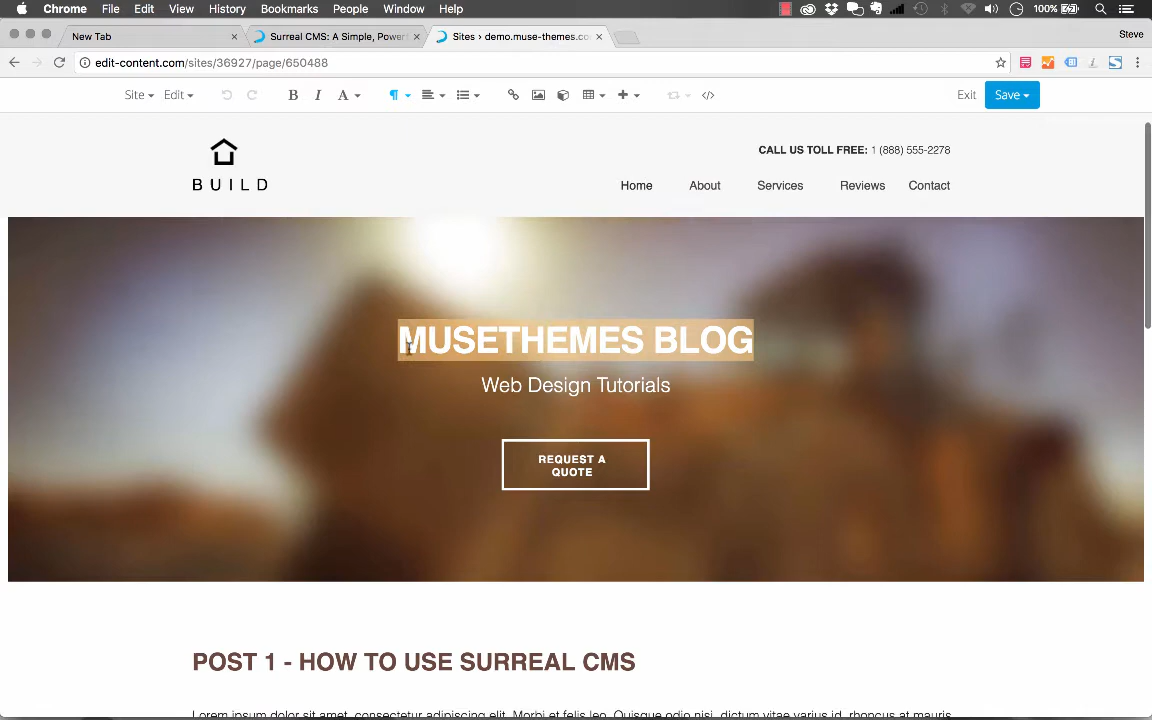 Chrome File Edit View History Bookmarks People Window Help 100%
New Tab
Surreal CMS: A Simple, Powerf
Sites › demo.muse-themes.co
Steve
edit-content.com/sites/36927/page/650488
Site Edit B I A Exit Save
CALL US TOLL FREE: 1 (888) 555-2278
BUILD
Home About Services Reviews Contact
MUSETHEMES BLOG
Web Design Tutorials
REQUEST A
QUOTE
POST 1 - HOW TO USE SURREAL CMS
Lorem ipsum dolor sit amet, consectetur adipiscing elit. Morbi et felis leo. Quisque odio nisi, dictum vitae varius id, rhoncus at mauris